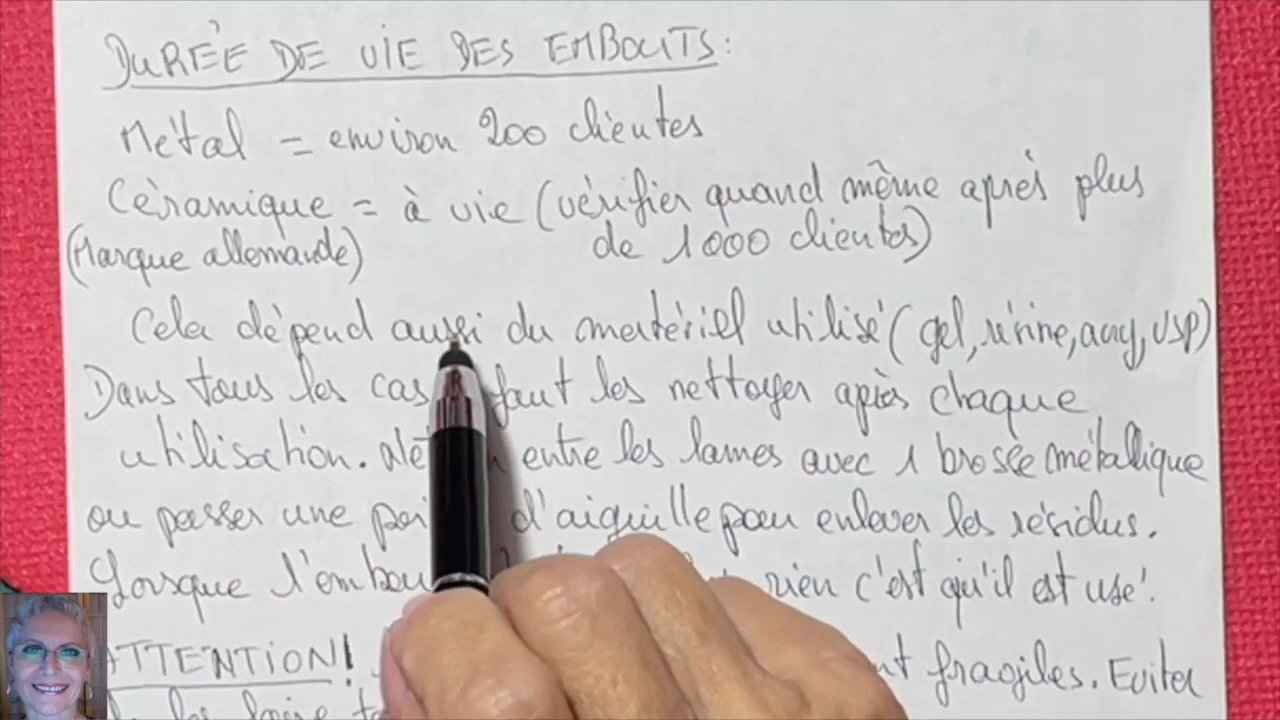 DURÉE DE VIE DES EMBOUTS:
Métal = environ 200 clientes
Céramique = à vie (vérifier quand même après plus
(Marque allemande) de 1000 clientes)
Cela dépend aussi du matériel utilisé (gel, résine, acry, VSP)
Dans tous les cas faut les nettoyer après chaque
utilisation. entre les lames avec 1 brosse métallique
ou passer une d'aiguille pour enlever les résidus.
Lorsque l'embou rien c'est qu'il est usé.
ATTENTION! fragiles. Eviter